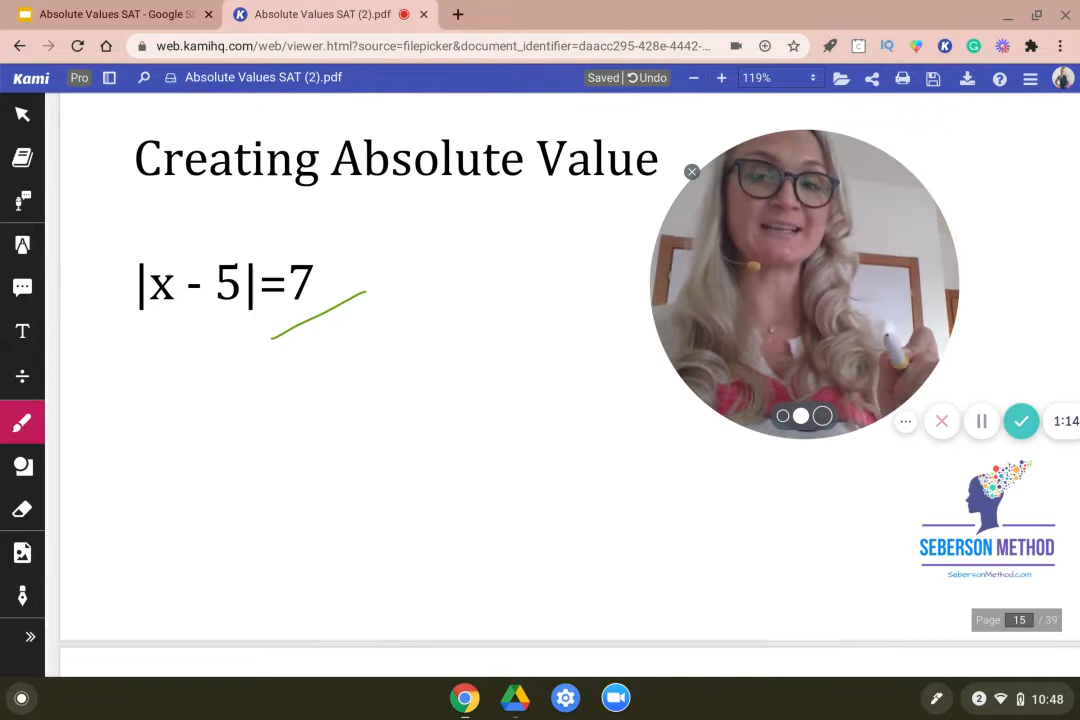 Absolute Values SAT - Google Sl
Absolute Values SAT (2).pdf
web.kamihq.com/web/viewer.html?source=filepicker&document_identifier=daacc295-428e-4442-...
IQ
Kami
Pro
Absolute Values SAT (2).pdf
Saved
Undo
119%
Creating Absolute Value
|x - 5|=7
1:14
SEBERSON METHOD
SebersonMethod.com
Page 15 / 39
2
10:48